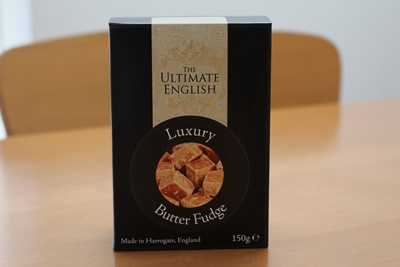 THE
ULTIMATE
ENGLISH
Luxury
Butter Fudge
Made in Harrogate, England
150g ℮